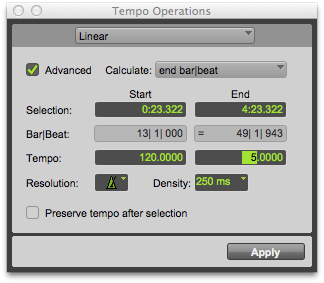 Tempo Operations
Linear
Advanced Calculate: end bar|beat
Start End
Selection: 0:23.322 4:23.322
Bar|Beat: 13| 1| 000 = 49| 1| 943
Tempo: 120.0000 5.0000
Resolution: Density: 250 ms
Preserve tempo after selection
Apply